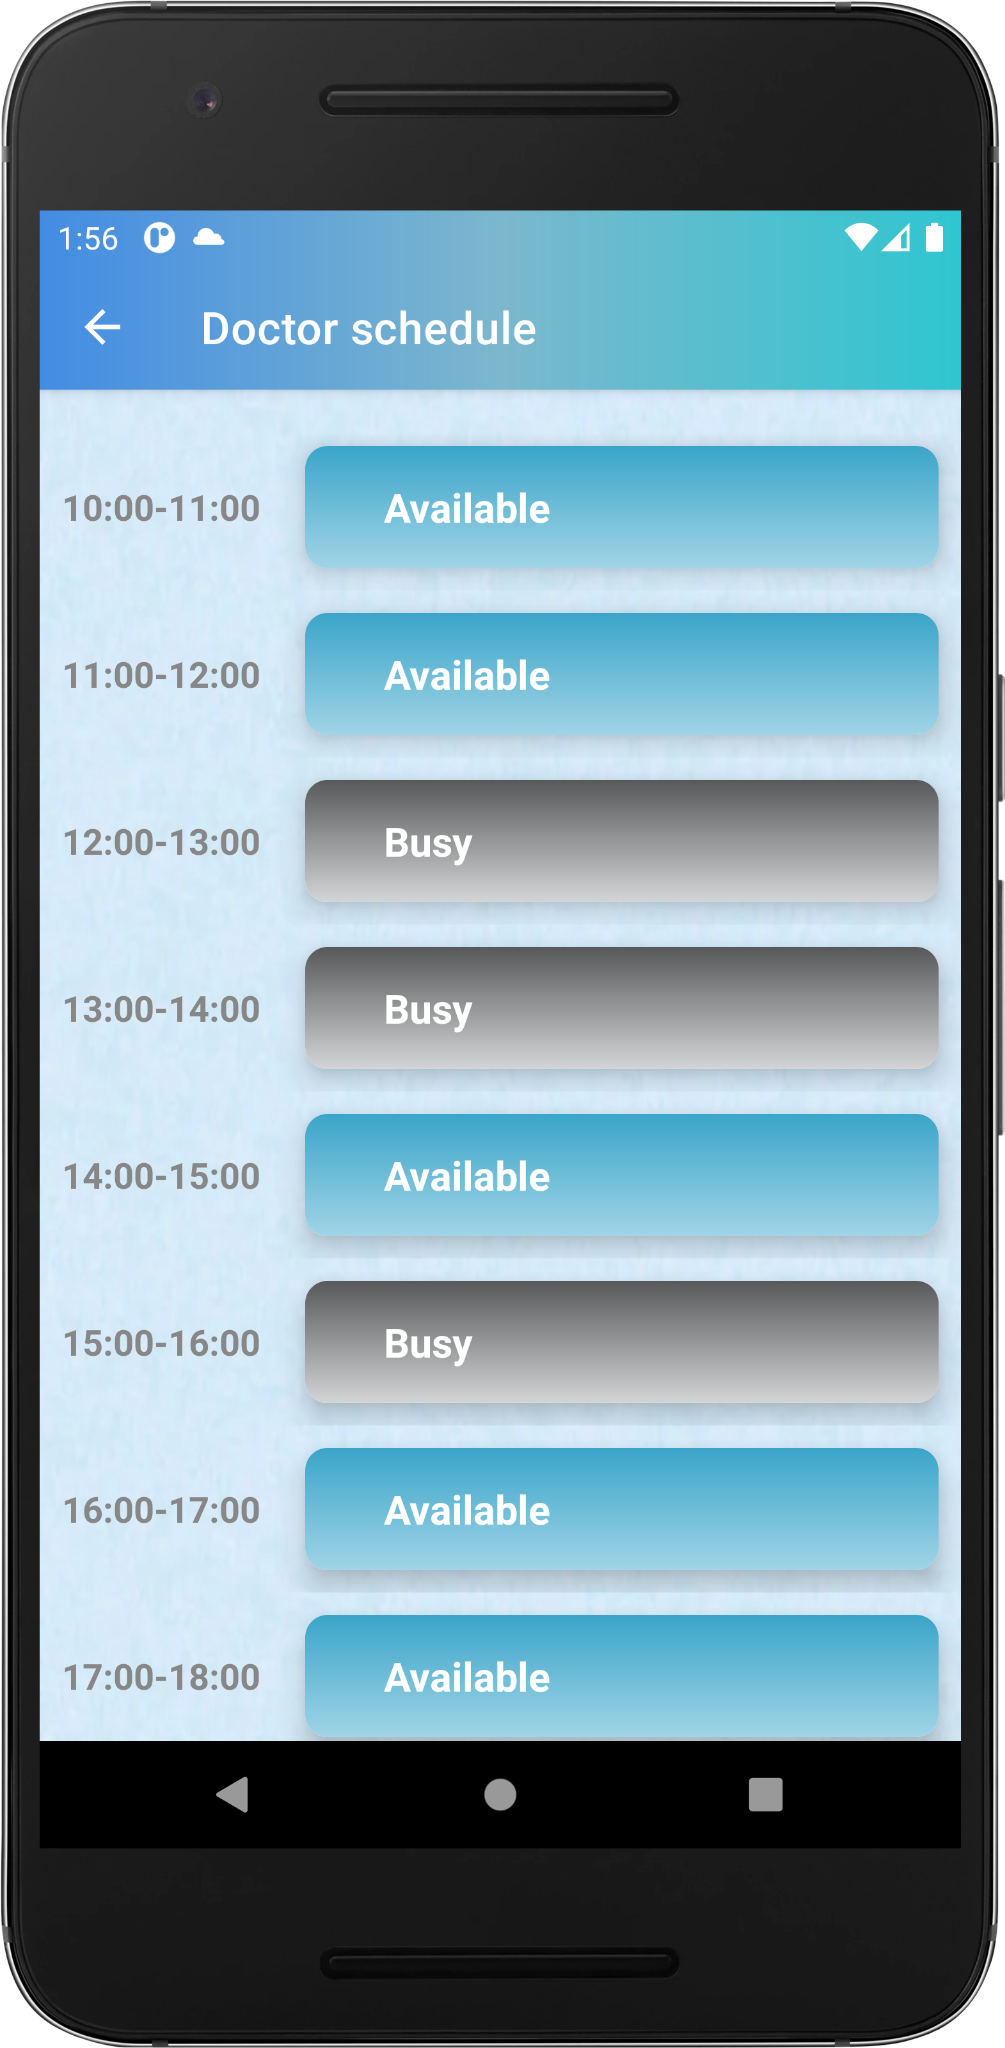 1:56
Doctor schedule
10:00-11:00 Available
11:00-12:00 Available
12:00-13:00 Busy
13:00-14:00 Busy
14:00-15:00 Available
15:00-16:00 Busy
16:00-17:00 Available
17:00-18:00 Available